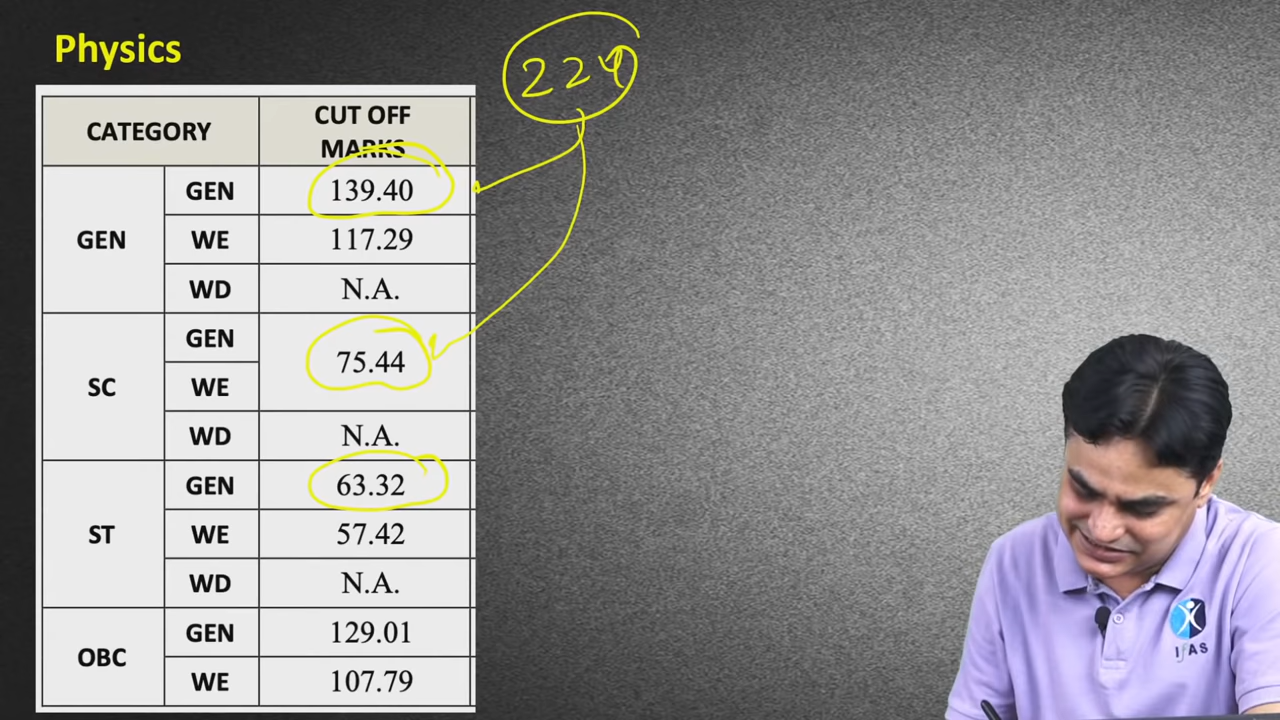 Physics
224
CATEGORY CUT OFF MARKS
GEN GEN 139.40
WE 117.29
WD N.A.
SC GEN 75.44
WE
WD N.A.
ST GEN 63.32
WE 57.42
WD N.A.
OBC GEN 129.01
WE 107.79
IFAS